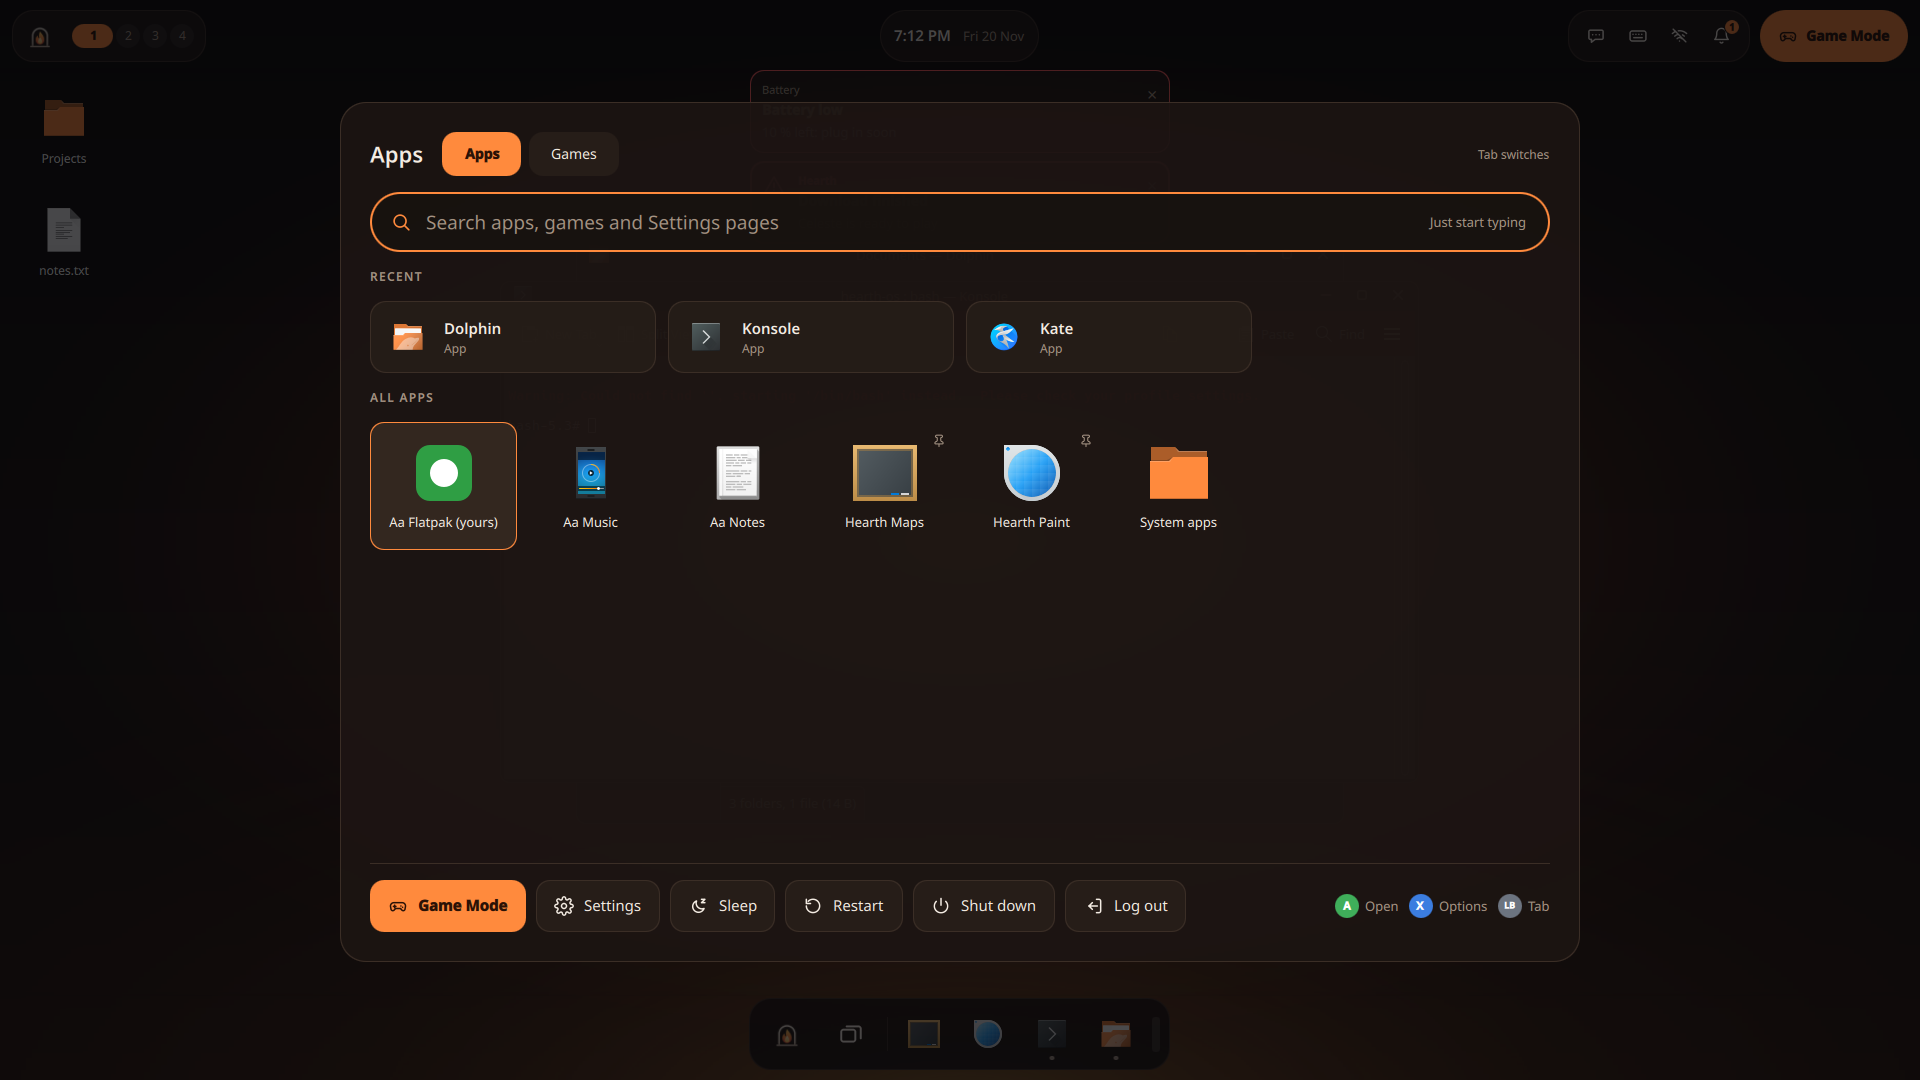 1 2 3 4
7:12 PM Fri 20 Nov
1
Game Mode
Projects
notes.txt
Battery
Battery low
Apps
Apps
Games
Tab switches
Search apps, games and Settings pages
Just start typing
RECENT
Dolphin
App
Konsole
App
Kate
App
ALL APPS
Aa Flatpak (yours)
Aa Music
Aa Notes
Hearth Maps
Hearth Paint
System apps
Game Mode
Settings
Sleep
Restart
Shut down
Log out
A Open
X Options
LB Tab